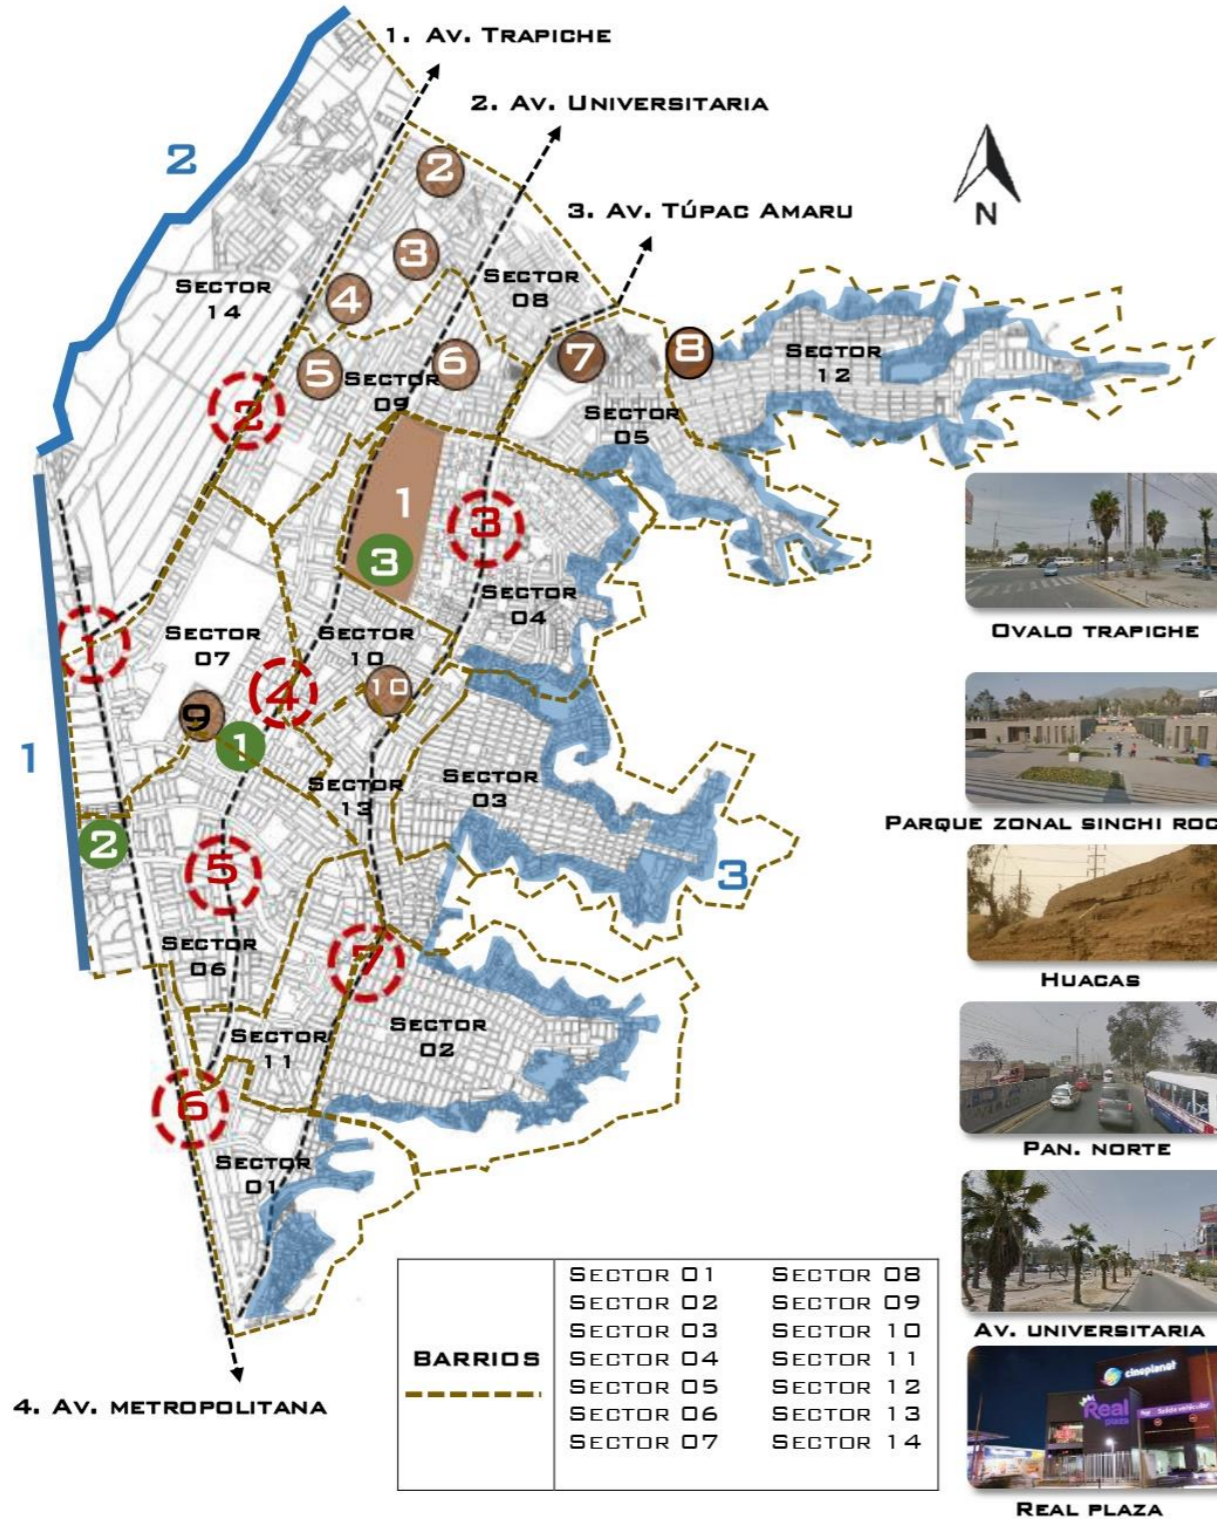 1. Av. Trapiche
2. Av. Universitaria
3. Av. Túpac Amaru
N
2
2
3
4
5
6
7
8
Sector
14
Sector
08
Sector
12
Sector
09
Sector
05
2
1
3
3
Sector
04
Sector
07
Sector
10
1
4
10
9
1
1
Sector
13
Sector
03
3
2
5
Sector
06
7
Sector
02
Sector
11
6
Sector
01
4. Av. metropolitana
Barrios
Sector 01 Sector 08
Sector 02 Sector 09
Sector 03 Sector 10
Sector 04 Sector 11
Sector 05 Sector 12
Sector 06 Sector 13
Sector 07 Sector 14
Ovalo trapiche
Parque zonal sinchi roc
Huacas
Pan. norte
Av. universitaria
cineplanet
Real
plaza
Real plaza